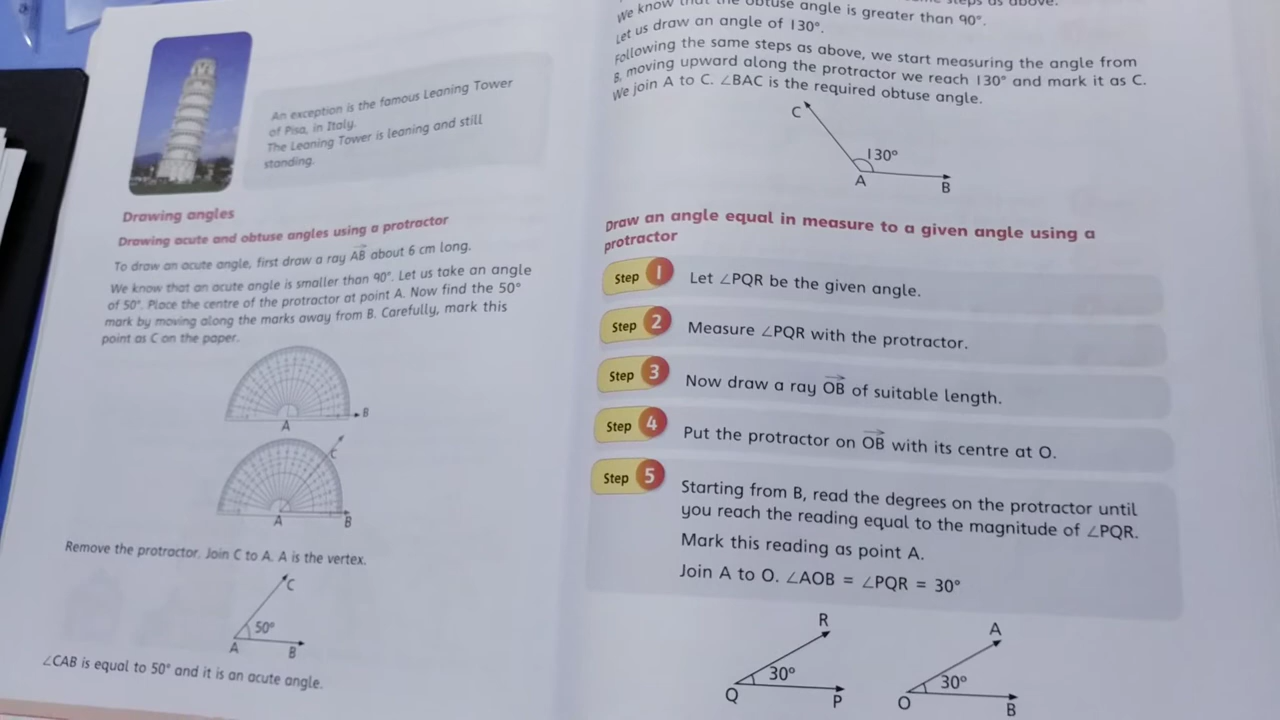 An exception is the famous Leaning Tower
of Pisa, in Italy.
The Leaning Tower is leaning and still
standing.
Drawing angles
Drawing acute and obtuse angles using a protractor
To draw an acute angle, first draw a ray AB about 6 cm long.
We know that an acute angle is smaller than 90°. Let us take an angle
of 50°. Place the centre of the protractor at point A. Now find the 50°
mark by moving along the marks away from B. Carefully, mark this
point as C on the paper.
B
A
C
A
B
Remove the protractor. Join C to A. A is the vertex.
C
50°
A
B
∠CAB is equal to 50° and it is an acute angle.
steps as above.
We know that the obtuse angle is greater than 90°.
Let us draw an angle of 130°.
Following the same steps as above, we start measuring the angle from
B, moving upward along the protractor we reach 130° and mark it as C.
We join A to C. ∠BAC is the required obtuse angle.
C
130°
A
B
Draw an angle equal in measure to a given angle using a
protractor
Step 1 Let ∠PQR be the given angle.
Step 2 Measure ∠PQR with the protractor.
Step 3 Now draw a ray OB of suitable length.
Step 4 Put the protractor on OB with its centre at O.
Step 5 Starting from B, read the degrees on the protractor until
you reach the reading equal to the magnitude of ∠PQR.
Mark this reading as point A.
Join A to O. ∠AOB = ∠PQR = 30°
R
30°
Q
P
A
30°
O
B